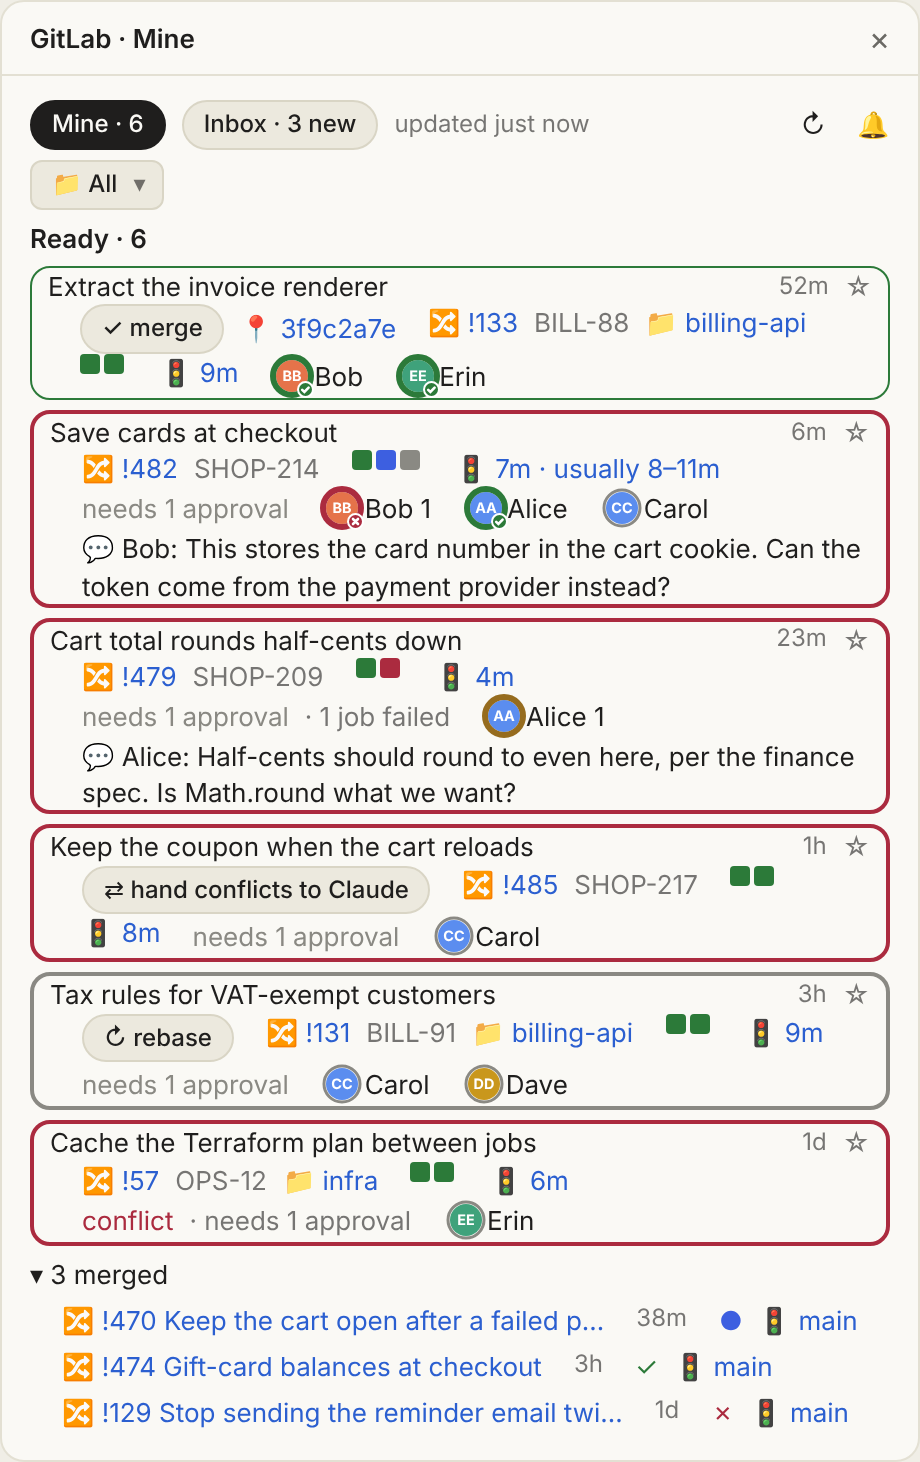 GitLab · Mine ×
Mine · 6 Inbox · 3 new updated just now ↻ 🔔
📁 All ▾
Ready · 6
Extract the invoice renderer 52m ☆
✓ merge 📍 3f9c2a7e 🔀 !133 BILL-88 📁 billing-api
🚦 9m BB Bob EE Erin
Save cards at checkout 6m ☆
🔀 !482 SHOP-214 🚦 7m · usually 8–11m
needs 1 approval BB Bob 1 AA Alice CC Carol
💬 Bob: This stores the card number in the cart cookie. Can the
token come from the payment provider instead?
Cart total rounds half-cents down 23m ☆
🔀 !479 SHOP-209 🚦 4m
needs 1 approval · 1 job failed AA Alice 1
💬 Alice: Half-cents should round to even here, per the finance
spec. Is Math.round what we want?
Keep the coupon when the cart reloads 1h ☆
⇄ hand conflicts to Claude 🔀 !485 SHOP-217
🚦 8m needs 1 approval CC Carol
Tax rules for VAT-exempt customers 3h ☆
↻ rebase 🔀 !131 BILL-91 📁 billing-api 🚦 9m
needs 1 approval CC Carol DD Dave
Cache the Terraform plan between jobs 1d ☆
🔀 !57 OPS-12 📁 infra 🚦 6m
conflict · needs 1 approval EE Erin
▾ 3 merged
🔀 !470 Keep the cart open after a failed p... 38m 🚦 main
🔀 !474 Gift-card balances at checkout 3h ✓ 🚦 main
🔀 !129 Stop sending the reminder email twi... 1d × 🚦 main